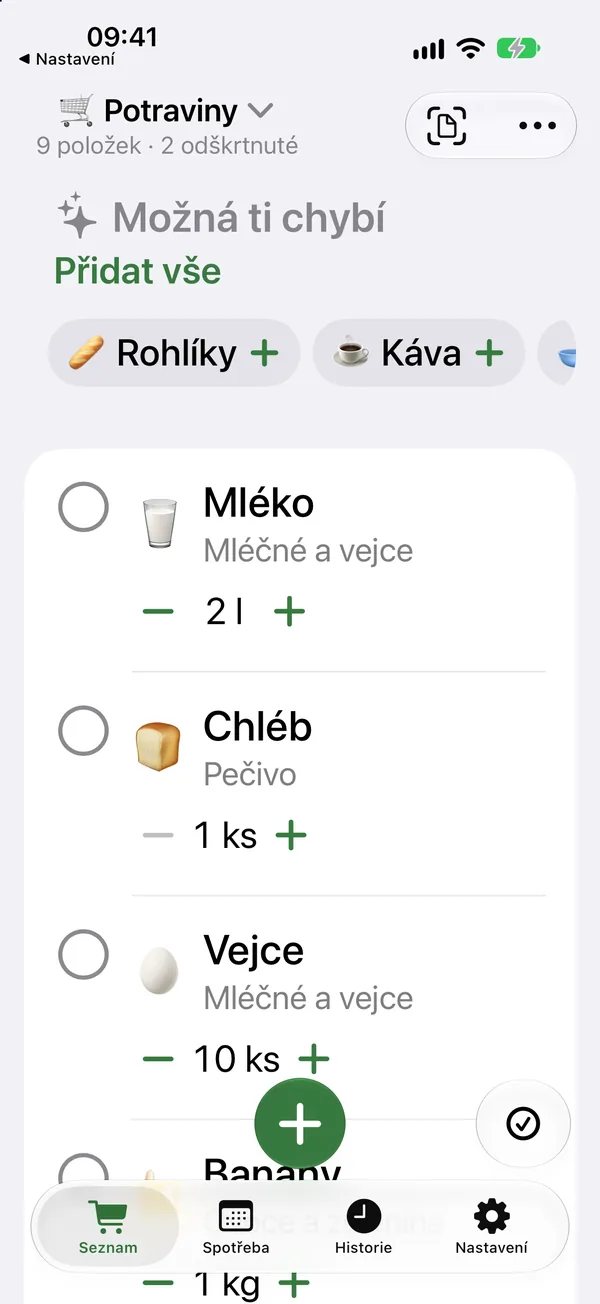 09:41
◀ Nastavení
Potraviny
9 položek · 2 odškrtnuté
Možná ti chybí
Přidat vše
Rohlíky +
Káva +
Mléko
Mléčné a vejce
− 2 l +
Chléb
Pečivo
− 1 ks +
Vejce
Mléčné a vejce
− 10 ks +
Banány
Seznam
Spotřeba
Historie
Nastavení
− 1 kg +